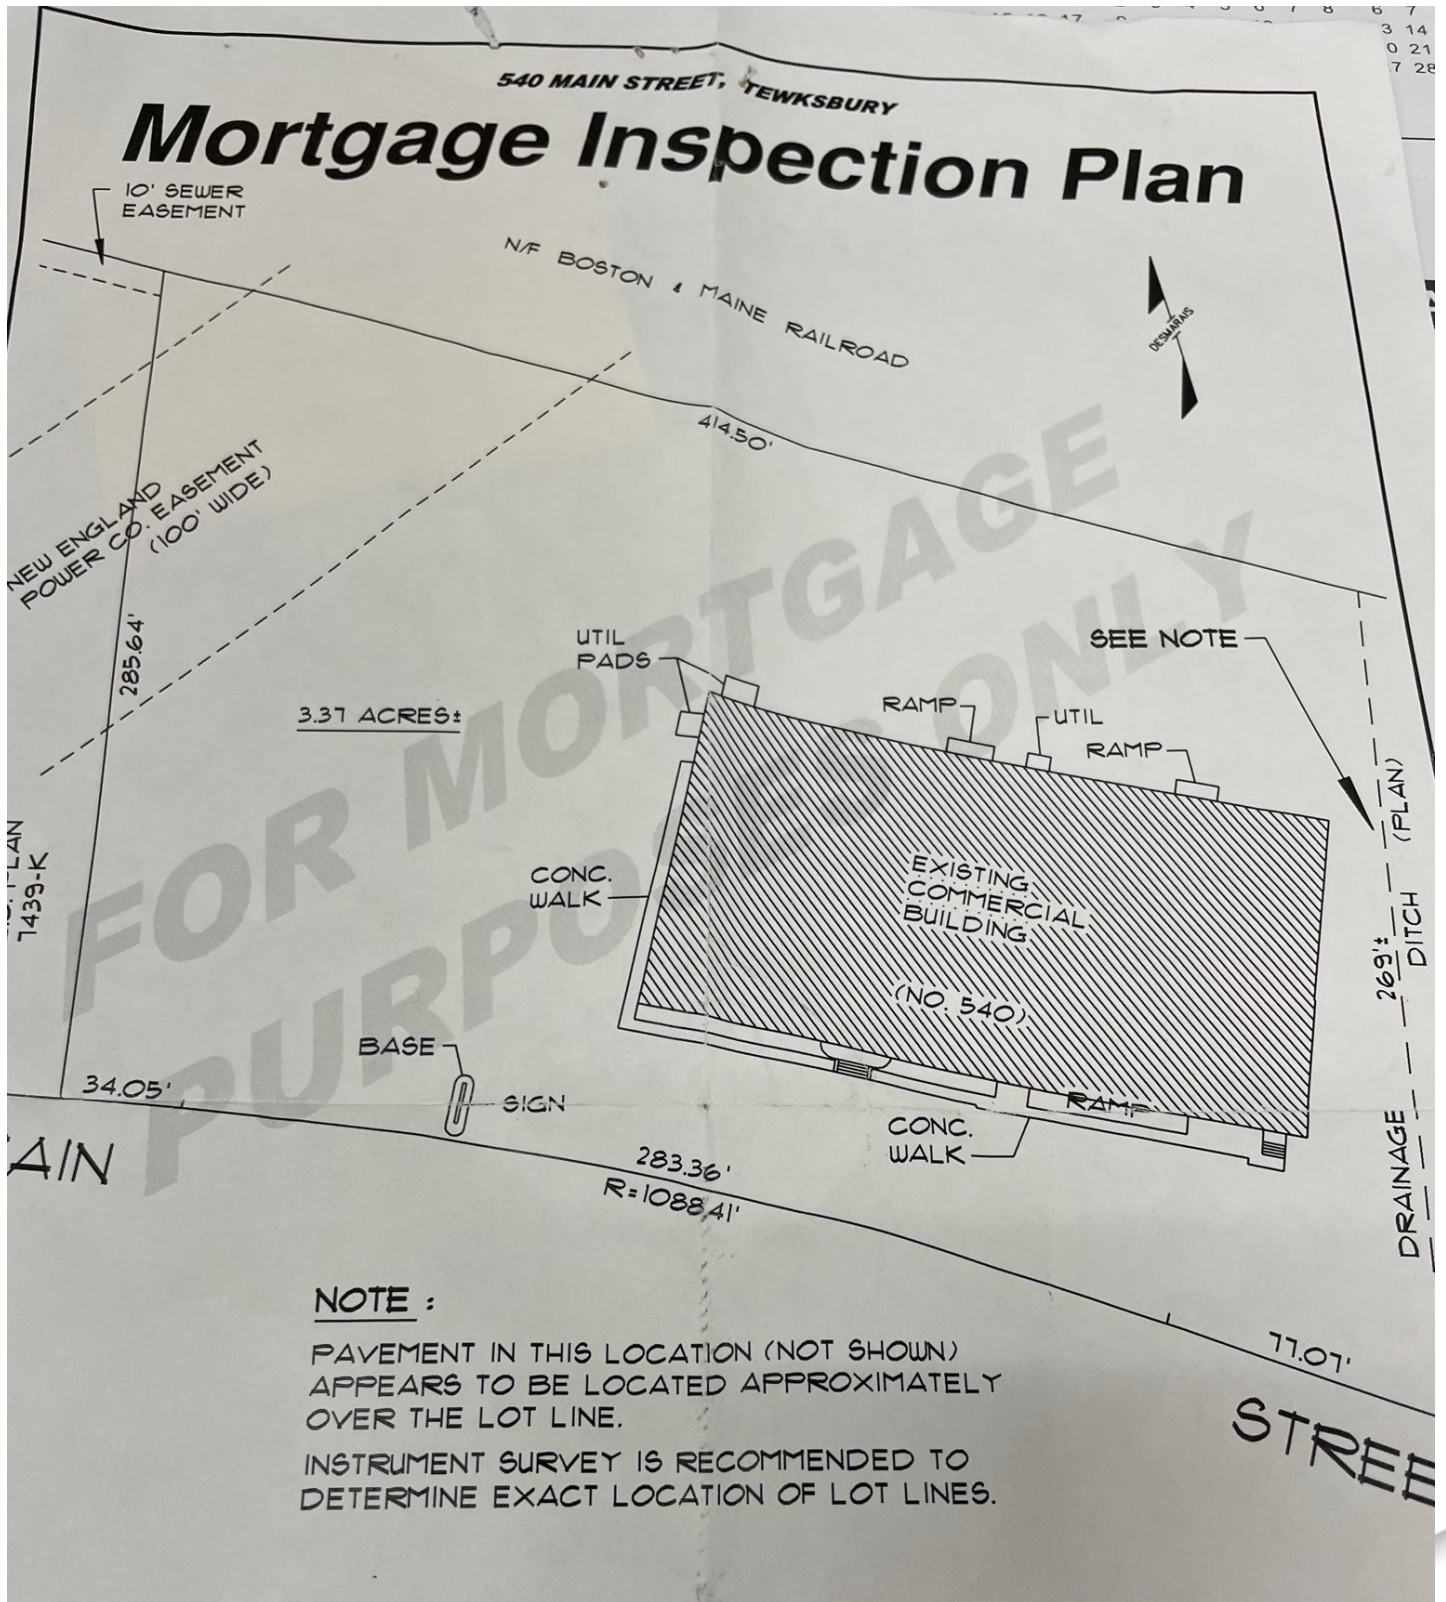 540 MAIN STREET, TEWKSBURY
Mortgage Inspection Plan
10' SEWER
EASEMENT
N/F BOSTON & MAINE RAILROAD
DESMARAIS
414.50'
NEW ENGLAND
POWER CO. EASEMENT
(100' WIDE)
285.64'
UTIL
PADS
SEE NOTE
3.37 ACRES±
RAMP
UTIL
RAMP
FOR MORTGAGE
PURPOSES ONLY
PLAN
7439-K
CONC.
WALK
EXISTING
COMMERCIAL
BUILDING
(NO. 540)
269'±
DRAINAGE DITCH (PLAN)
BASE
SIGN
34.05'
RAMP
CONC.
WALK
AIN
283.36'
R=1088.41'
77.07'
STREE
NOTE :
PAVEMENT IN THIS LOCATION (NOT SHOWN)
APPEARS TO BE LOCATED APPROXIMATELY
OVER THE LOT LINE.
INSTRUMENT SURVEY IS RECOMMENDED TO
DETERMINE EXACT LOCATION OF LOT LINES.